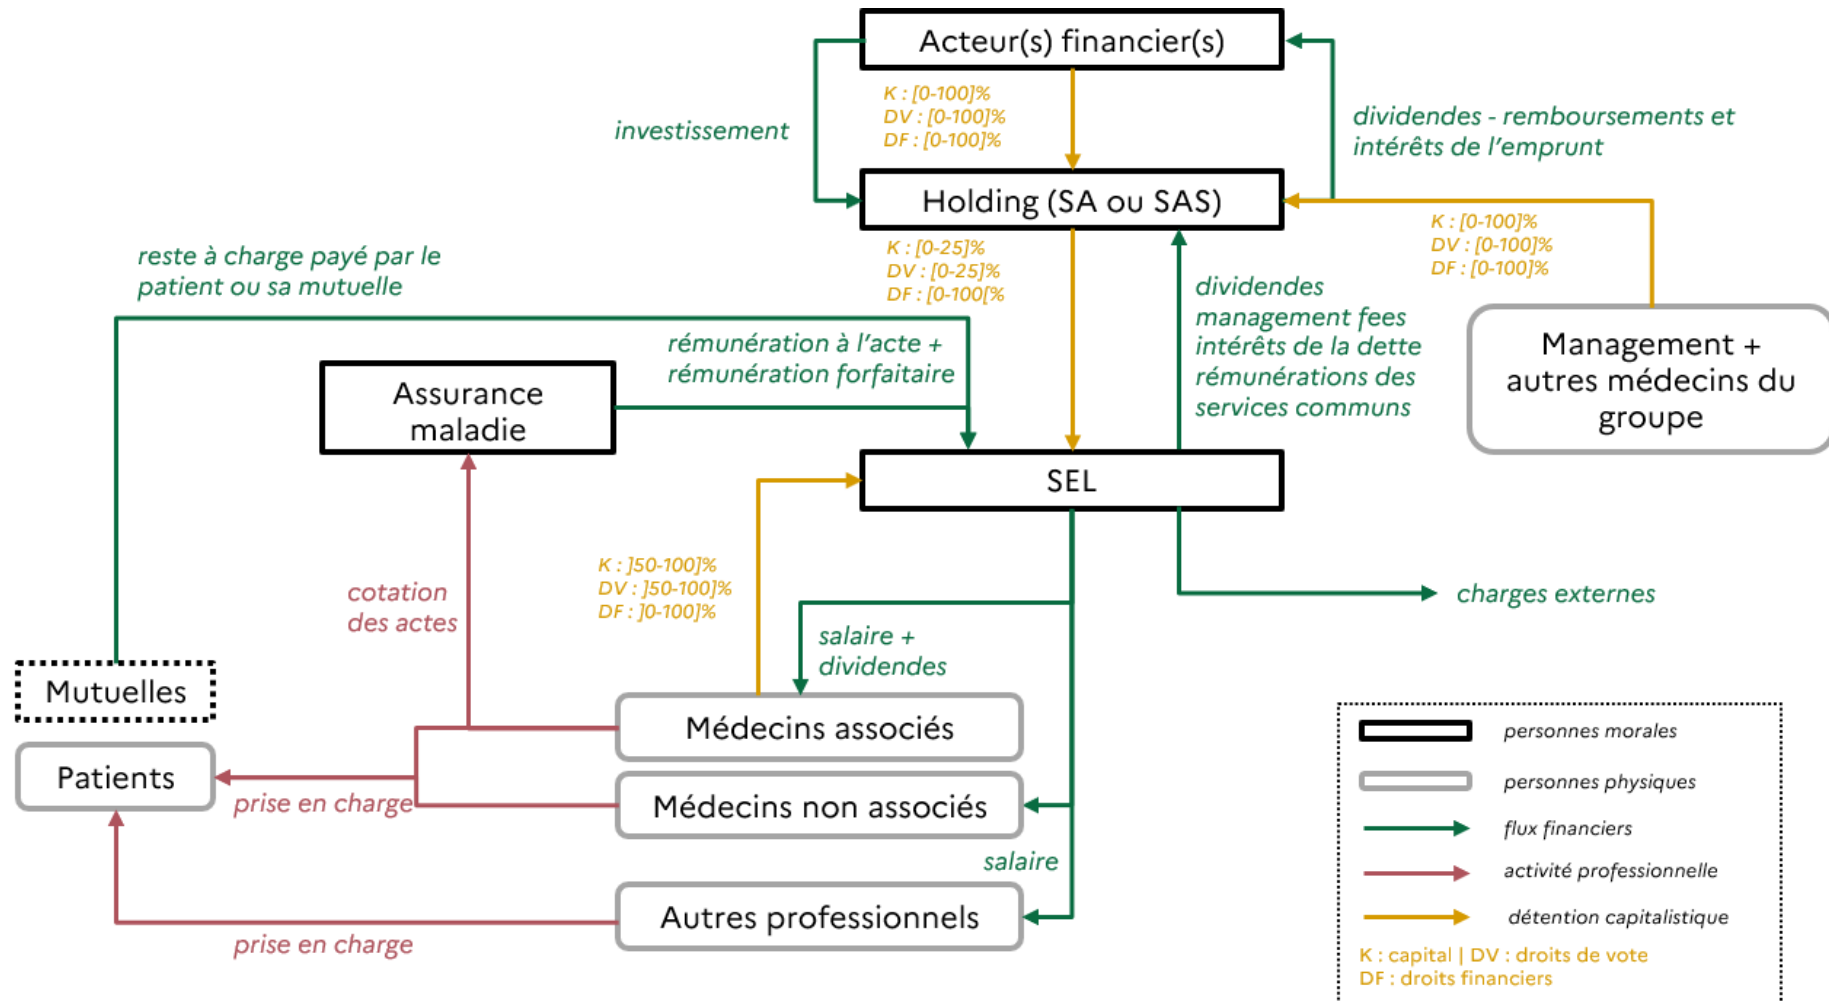 Acteur(s) financier(s)
K : [0-100]%
DV : [0-100]%
DF : [0-100]%
investissement
dividendes - remboursements et
intérêts de l'emprunt
Holding (SA ou SAS)
K : [0-25]%
DV : [0-25]%
DF : [0-100[%
K : [0-100]%
DV : [0-100]%
DF : [0-100]%
reste à charge payé par le
patient ou sa mutuelle
dividendes
management fees
intérêts de la dette
rémunérations des
services communs
Management +
autres médecins du
groupe
rémunération à l'acte +
rémunération forfaitaire
Assurance
maladie
SEL
K : ]50-100]%
DV : ]50-100]%
DF : ]0-100]%
cotation
des actes
charges externes
salaire +
dividendes
Mutuelles
Médecins associés
Patients
prise en charge
Médecins non associés
salaire
Autres professionnels
prise en charge
personnes morales
personnes physiques
flux financiers
activité professionnelle
détention capitalistique
K : capital | DV : droits de vote
DF : droits financiers